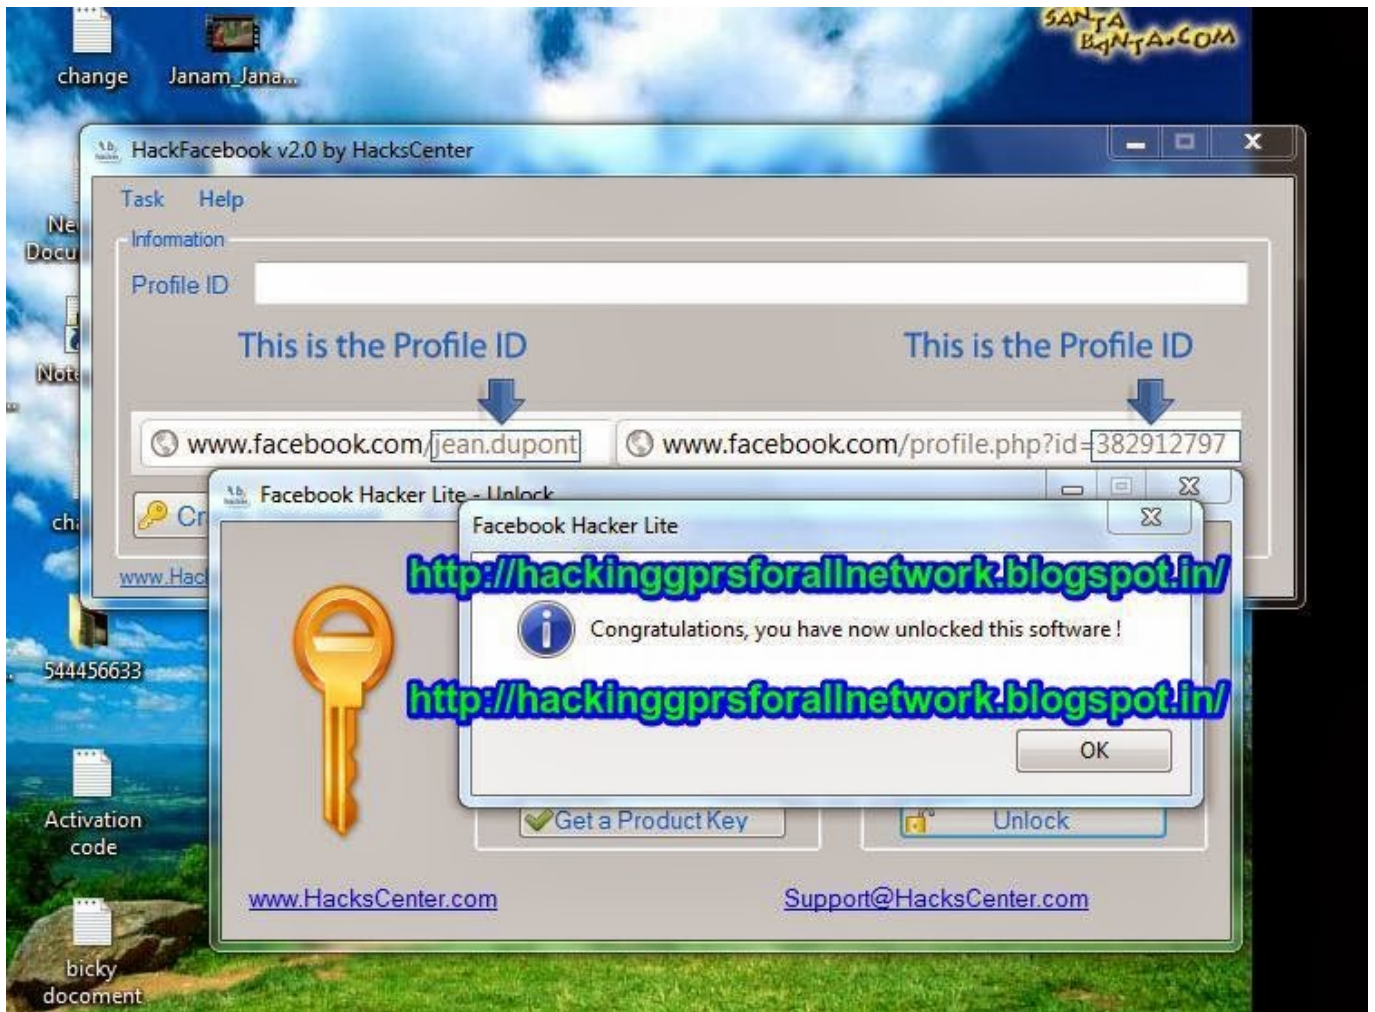 SANTA
BANTA.COM
change
Janam_Jana...
HackFacebook v2.0 by HacksCenter
Task Help
Information
Profile ID
This is the Profile ID
This is the Profile ID
www.facebook.com/jean.dupont
www.facebook.com/profile.php?id=382912797
Facebook Hacker Lite - Unlock
Facebook Hacker Lite
http://hackinggprsforallnetwork.blogspot.in/
Congratulations, you have now unlocked this software !
http://hackinggprsforallnetwork.blogspot.in/
OK
Get a Product Key
Unlock
www.HacksCenter.com
Support@HacksCenter.com
544456633
Activation
code
bicky
docoment